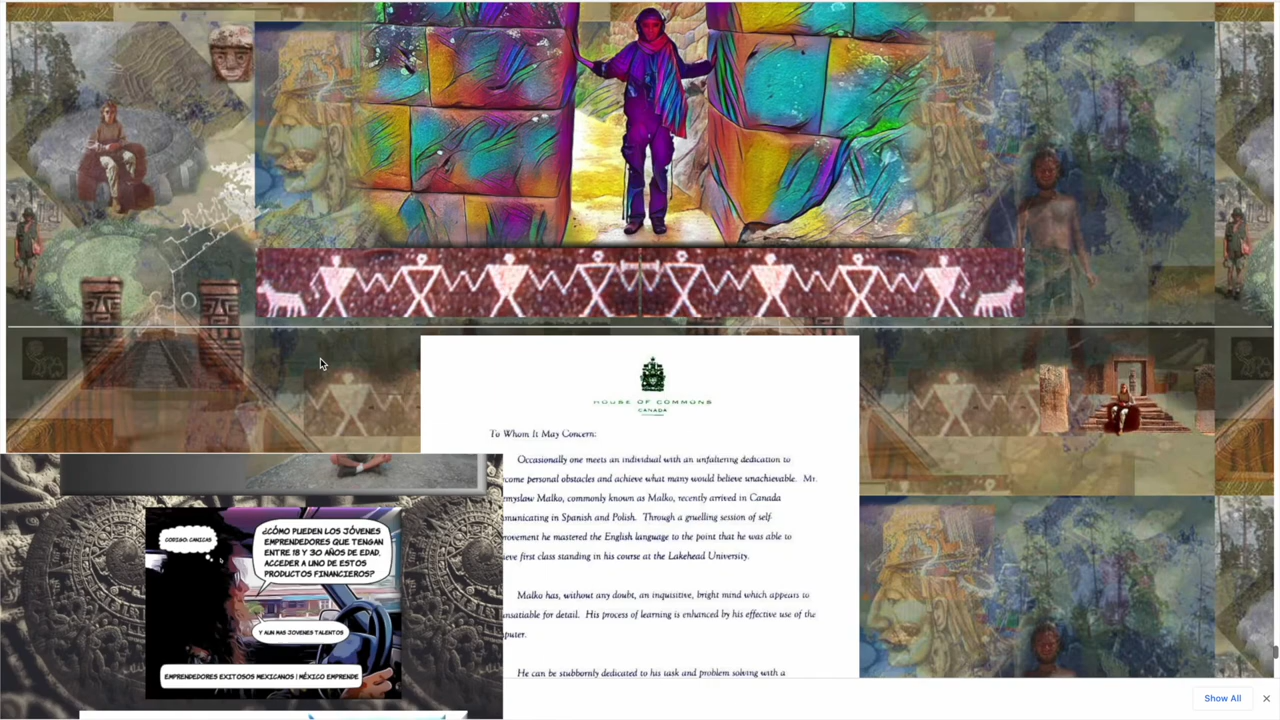 HOUSE OF COMMONS
CANADA
To Whom It May Concern:
Occasionally one meets an individual with an unfaltering dedication to
come personal obstacles and achieve what many would believe unachievable. Mr.
myslaw Malko, commonly known as Malko, recently arrived in Canada
municating in Spanish and Polish. Through a gruelling session of self
ovement he mastered the English language to the point that he was able to
eve first class standing in his course at the Lakehead University.
Malko has, without any doubt, an inquisitive, bright mind which appears to
nsatiable for detail. His process of learning is enhanced by his effective use of the
puter.
He can be stubbornly dedicated to his task and problem solving with a
CODIGO: CANICAS
¿CÓMO PUEDEN LOS JÓVENES
EMPRENDEDORES QUE TENGAN
ENTRE 18 Y 30 AÑOS DE EDAD,
ACCEDER A UNO DE ESTOS
PRODUCTOS FINANCIEROS?
Y AUN MAS JOVENES TALENTOS
EMPRENDEDORES EXITOSOS MEXICANOS | MÉXICO EMPRENDE
Show All